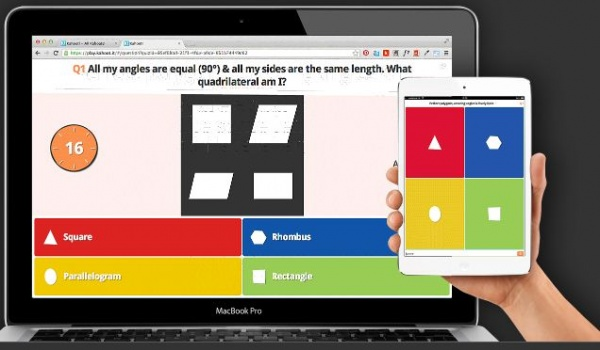 Q1 All my angles are equal (90°) & all my sides are the same length. What
quadrilateral am I?
16
A
Square
Rhombus
Parallelogram
Rectangle
MacBook Pro